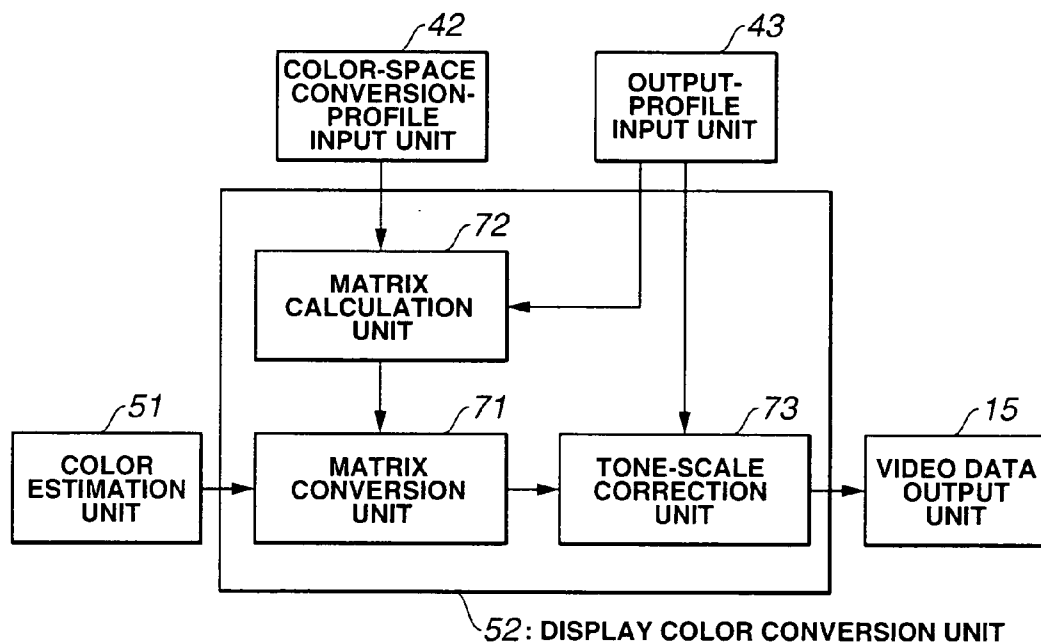 42
COLOR-SPACE
CONVERSION-
PROFILE
INPUT UNIT
43
OUTPUT-
PROFILE
INPUT UNIT
72
MATRIX
CALCULATION
UNIT
51
COLOR
ESTIMATION
UNIT
71
MATRIX
CONVERSION
UNIT
73
TONE-SCALE
CORRECTION
UNIT
15
VIDEO DATA
OUTPUT
UNIT
52: DISPLAY COLOR CONVERSION UNIT